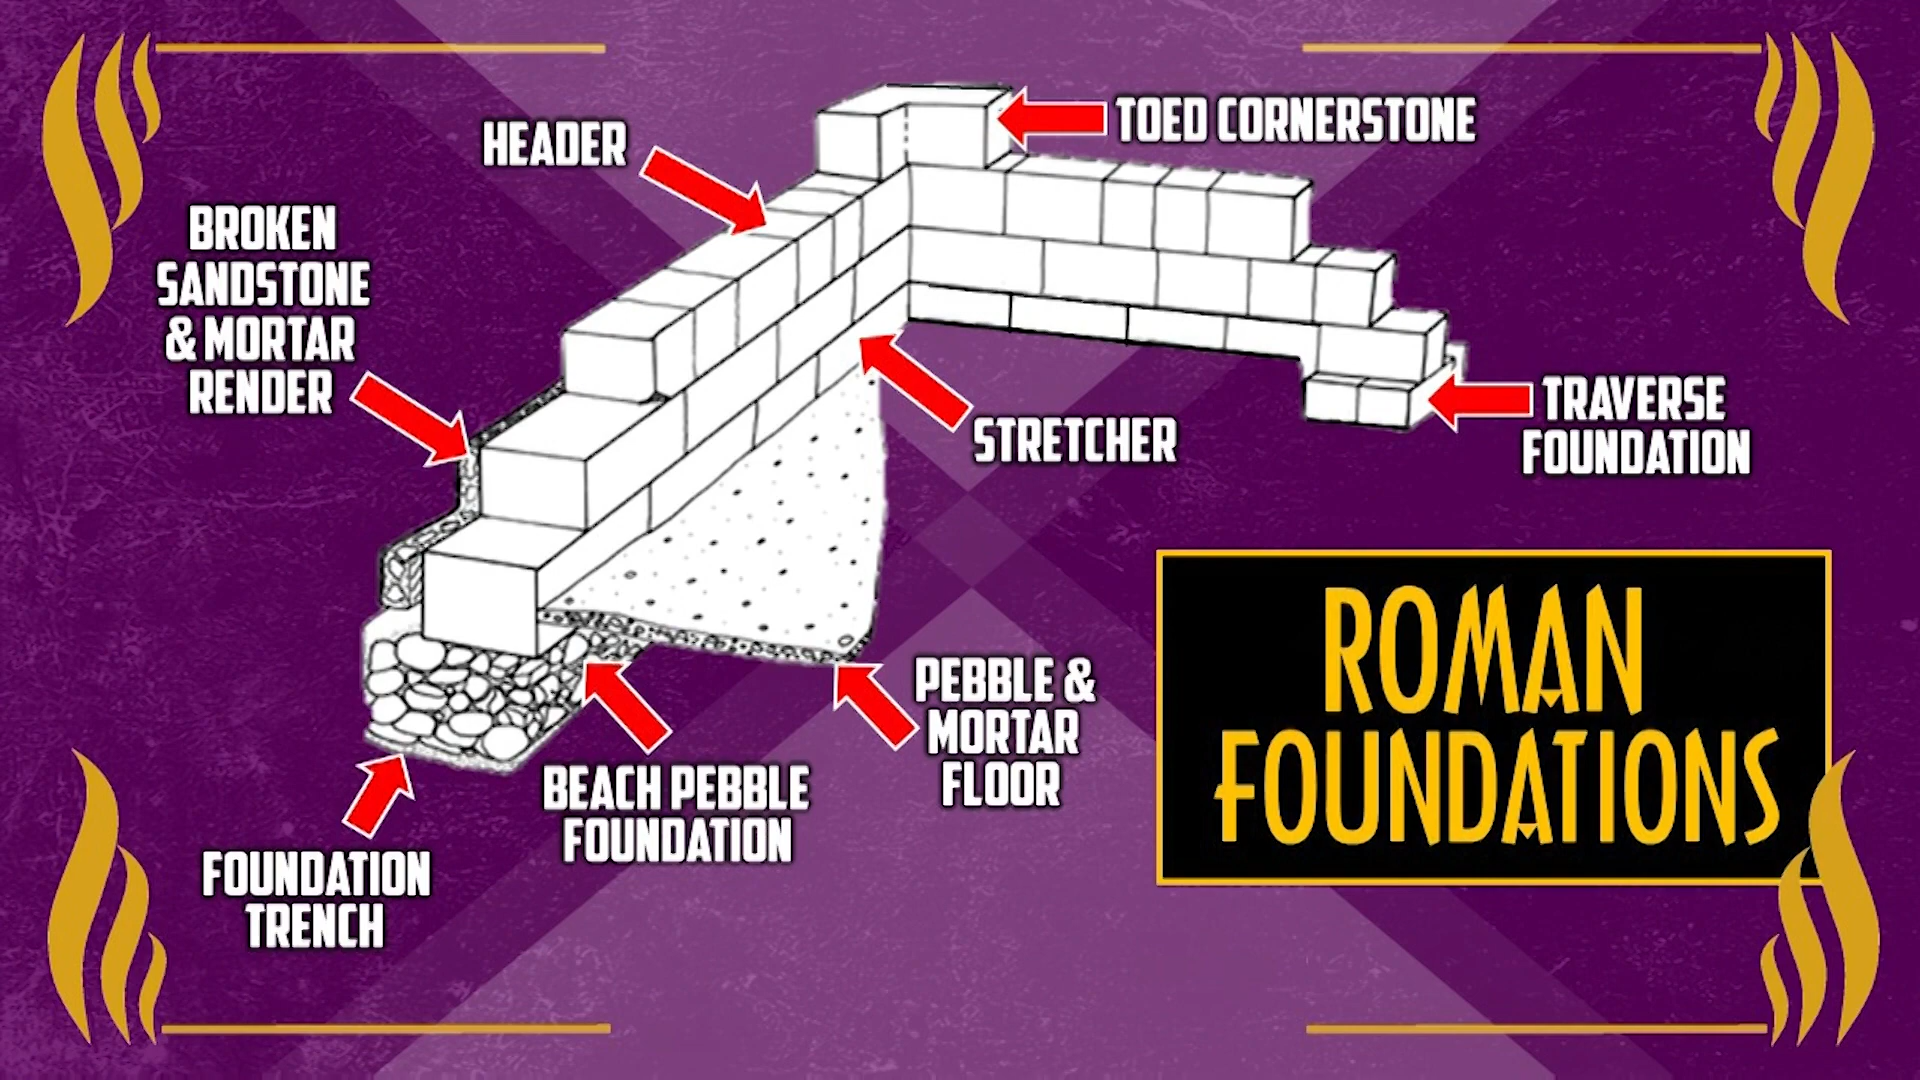 TOED CORNERSTONE
HEADER
BROKEN
SANDSTONE
& MORTAR
RENDER
STRETCHER
TRAVERSE
FOUNDATION
PEBBLE &
MORTAR
FLOOR
BEACH PEBBLE
FOUNDATION
FOUNDATION
TRENCH
ROMAN
FOUNDATIONS